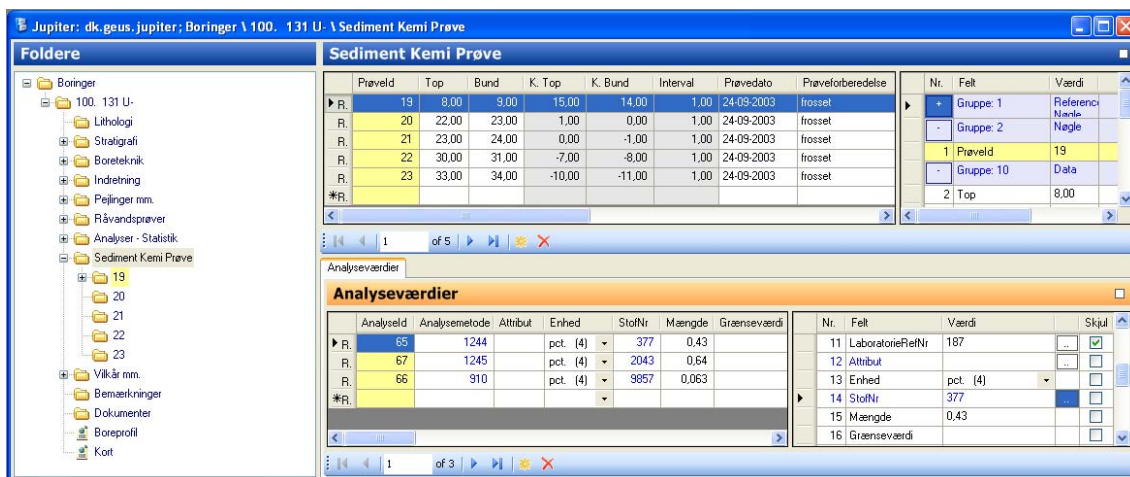 Jupiter: dk.geus.jupiter; Boringer \ 100. 131 U- \ Sediment Kemi Prøve
Foldere
Boringer
100. 131 U-
Lithologi
Stratigrafi
Boreteknik
Indretning
Pejlinger mm.
Råvandsprøver
Analyser - Statistik
Sediment Kemi Prøve
19
20
21
22
23
Vilkår mm.
Bemærkninger
Dokumenter
Boreprofil
Kort
Sediment Kemi Prøve
PrøveId Top Bund K. Top K. Bund Interval Prøvedato Prøveforberedelse
R. 19 8,00 9,00 15,00 14,00 1,00 24-09-2003 frosset
R. 20 22,00 23,00 1,00 0,00 1,00 24-09-2003 frosset
R. 21 23,00 24,00 0,00 -1,00 1,00 24-09-2003 frosset
R. 22 30,00 31,00 -7,00 -8,00 1,00 24-09-2003 frosset
R. 23 33,00 34,00 -10,00 -11,00 1,00 24-09-2003 frosset
*R.
Nr. Felt Værdi
+ Gruppe: 1 Referenc
Nøgle
- Gruppe: 2 Nøgle
1 PrøveId 19
- Gruppe: 10 Data
2 Top 8,00
1 of 5
Analyseværdier
Analyseværdier
AnalyseId Analysemetode Attribut Enhed StofNr Mængde Grænseværdi
R. 65 1244 pct. (4) 377 0,43
R. 67 1245 pct. (4) 2043 0,64
R. 66 910 pct. (4) 9857 0,063
*R.
Nr. Felt Værdi Skjul
11 LaboratorieRefNr 187 ..
12 Attribut ..
13 Enhed pct. (4)
14 StofNr 377 ..
15 Mængde 0,43
16 Grænseværdi
1 of 3